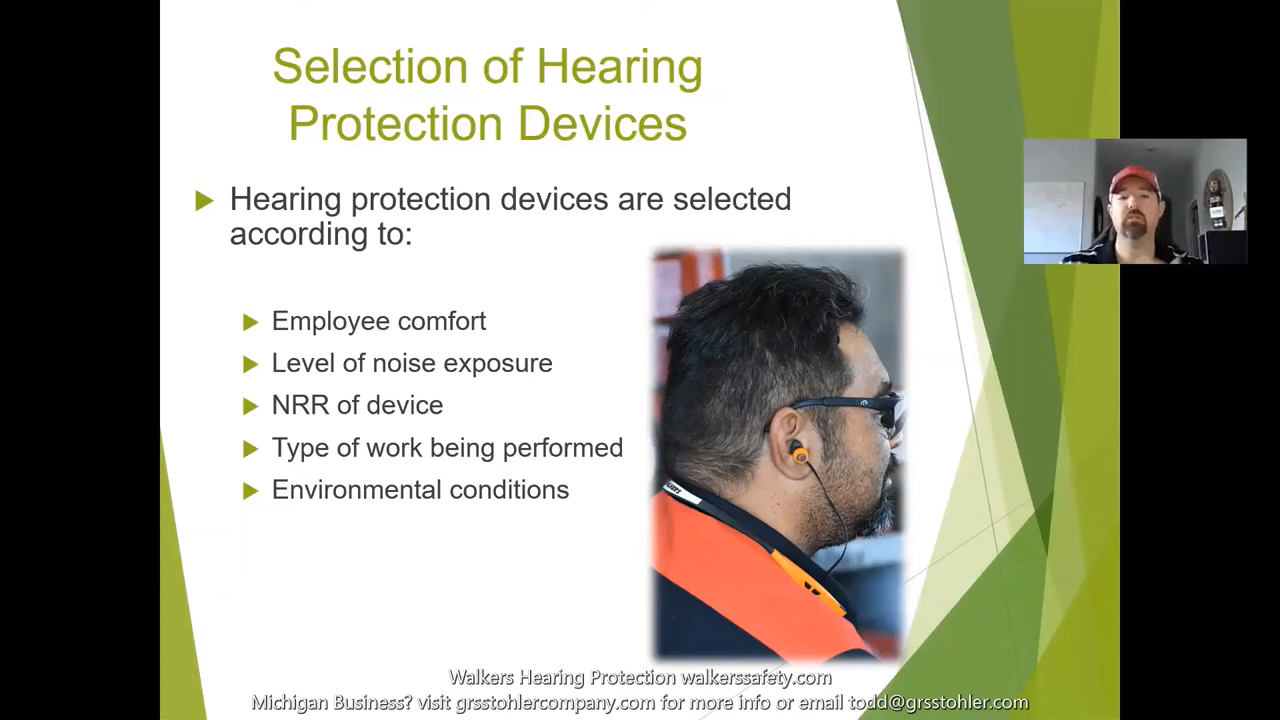 Selection of Hearing
Protection Devices
Hearing protection devices are selected
according to:
Employee comfort
Level of noise exposure
NRR of device
Type of work being performed
Environmental conditions
Walkers Hearing Protection walkerssafety.com
Michigan Business? visit grsstohlercompany.com for more info or email todd@grsstohler.com